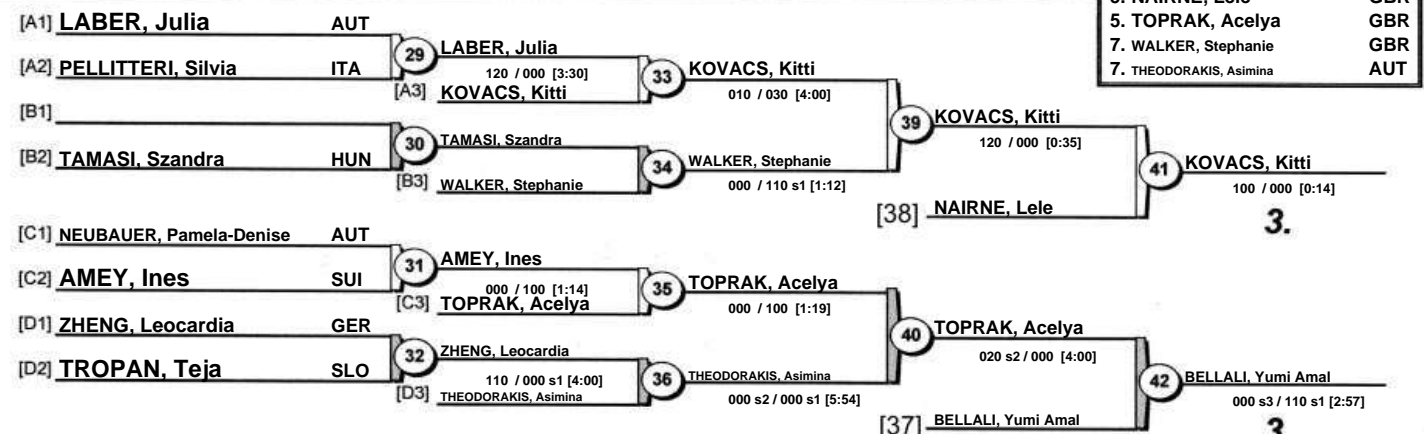 5. NAIRNE, Lele GBR
5. TOPRAK, Acelya GBR
7. WALKER, Stephanie GBR
7. THEODORAKIS, Asimina AUT
[A1] LABER, Julia AUT
[A2] PELLITTERI, Silvia ITA
29 LABER, Julia
120 / 000 [3:30]
[A3] KOVACS, Kitti
33 KOVACS, Kitti
010 / 030 [4:00]
[B1]
[B2] TAMASI, Szandra HUN
30 TAMASI, Szandra
[B3] WALKER, Stephanie
34 WALKER, Stephanie
000 / 110 s1 [1:12]
39 KOVACS, Kitti
120 / 000 [0:35]
[38] NAIRNE, Lele
41 KOVACS, Kitti
100 / 000 [0:14]
3.
[C1] NEUBAUER, Pamela-Denise AUT
[C2] AMEY, Ines SUI
31 AMEY, Ines
000 / 100 [1:14]
[C3] TOPRAK, Acelya
35 TOPRAK, Acelya
000 / 100 [1:19]
[D1] ZHENG, Leocardia GER
[D2] TROPAN, Teja SLO
32 ZHENG, Leocardia
110 / 000 s1 [4:00]
[D3] THEODORAKIS, Asimina
36 THEODORAKIS, Asimina
000 s2 / 000 s1 [5:54]
40 TOPRAK, Acelya
020 s2 / 000 [4:00]
[37] BELLALI, Yumi Amal
42 BELLALI, Yumi Amal
000 s3 / 110 s1 [2:57]
3.